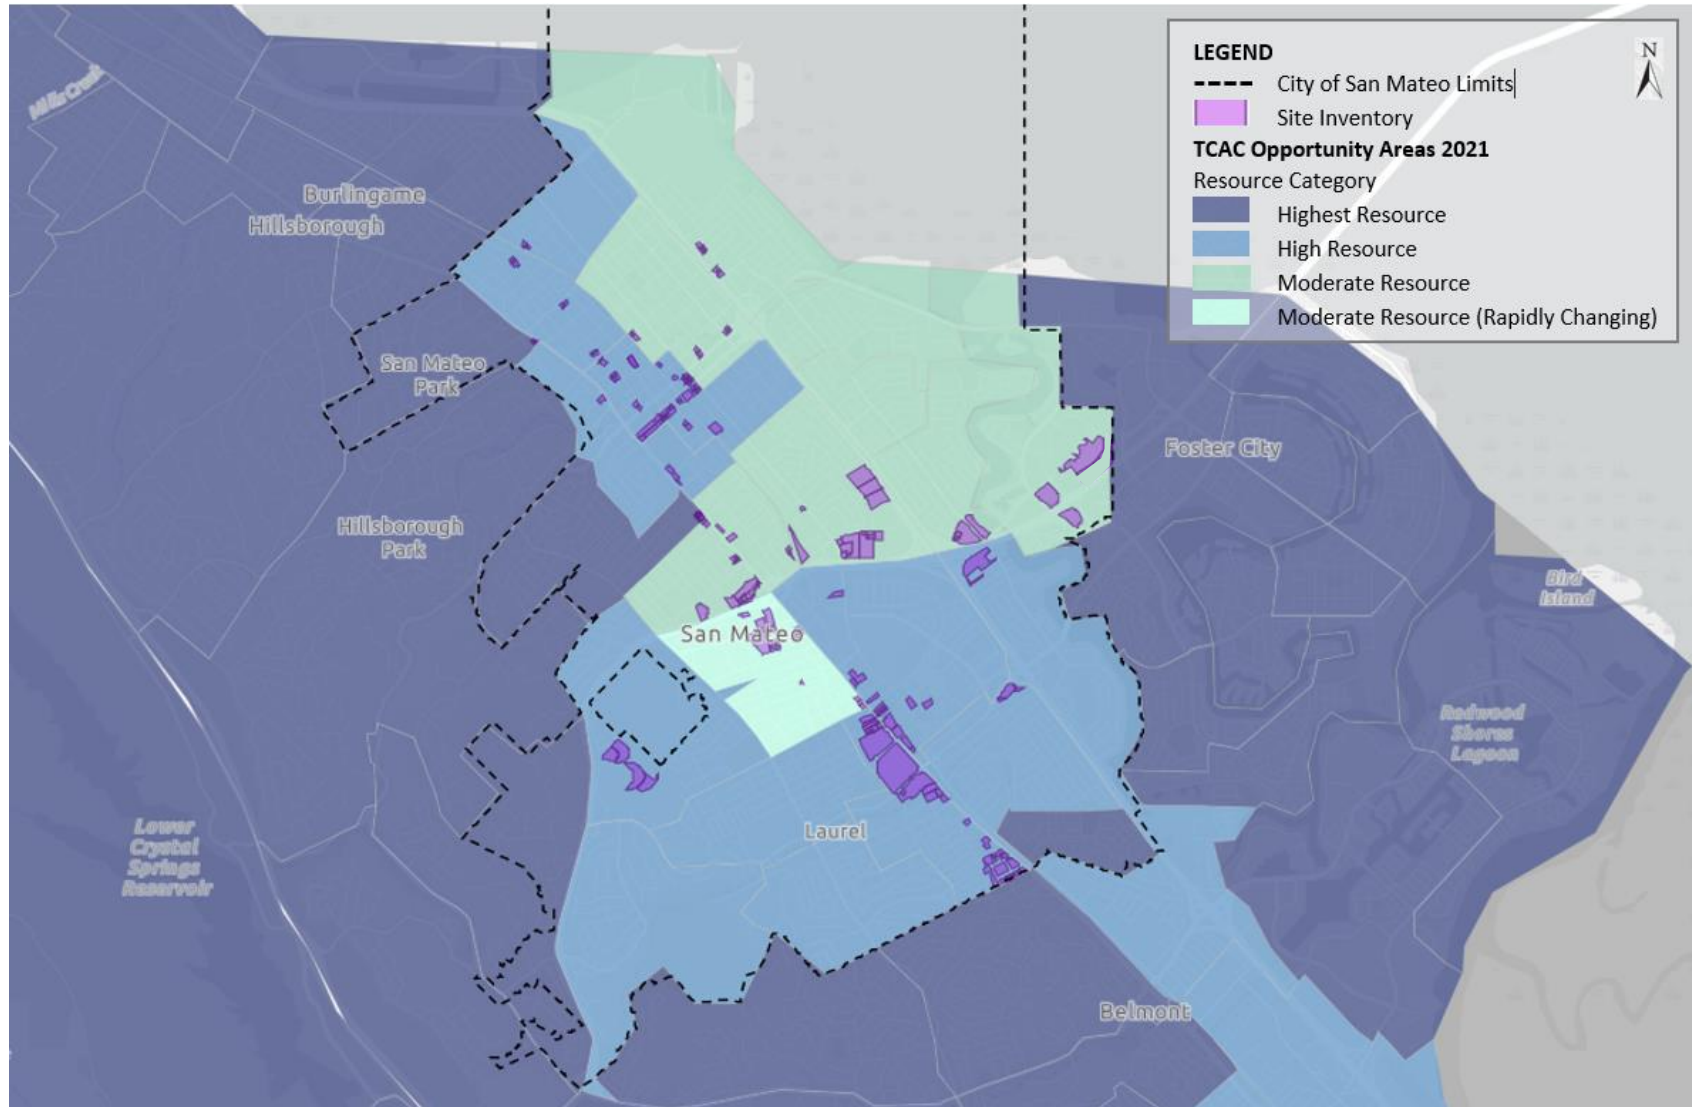 LEGEND
N
City of San Mateo Limits
Site Inventory
TCAC Opportunity Areas 2021
Resource Category
Highest Resource
High Resource
Moderate Resource
Moderate Resource (Rapidly Changing)
Mills Creek
Burlingame
Hillsborough
San Mateo
Park
Foster City
Hillsborough
Park
Bird
Island
San Mateo
Redwood
Shores
Lagoon
Laurel
Lower
Crystal
Springs
Reservoir
Belmont